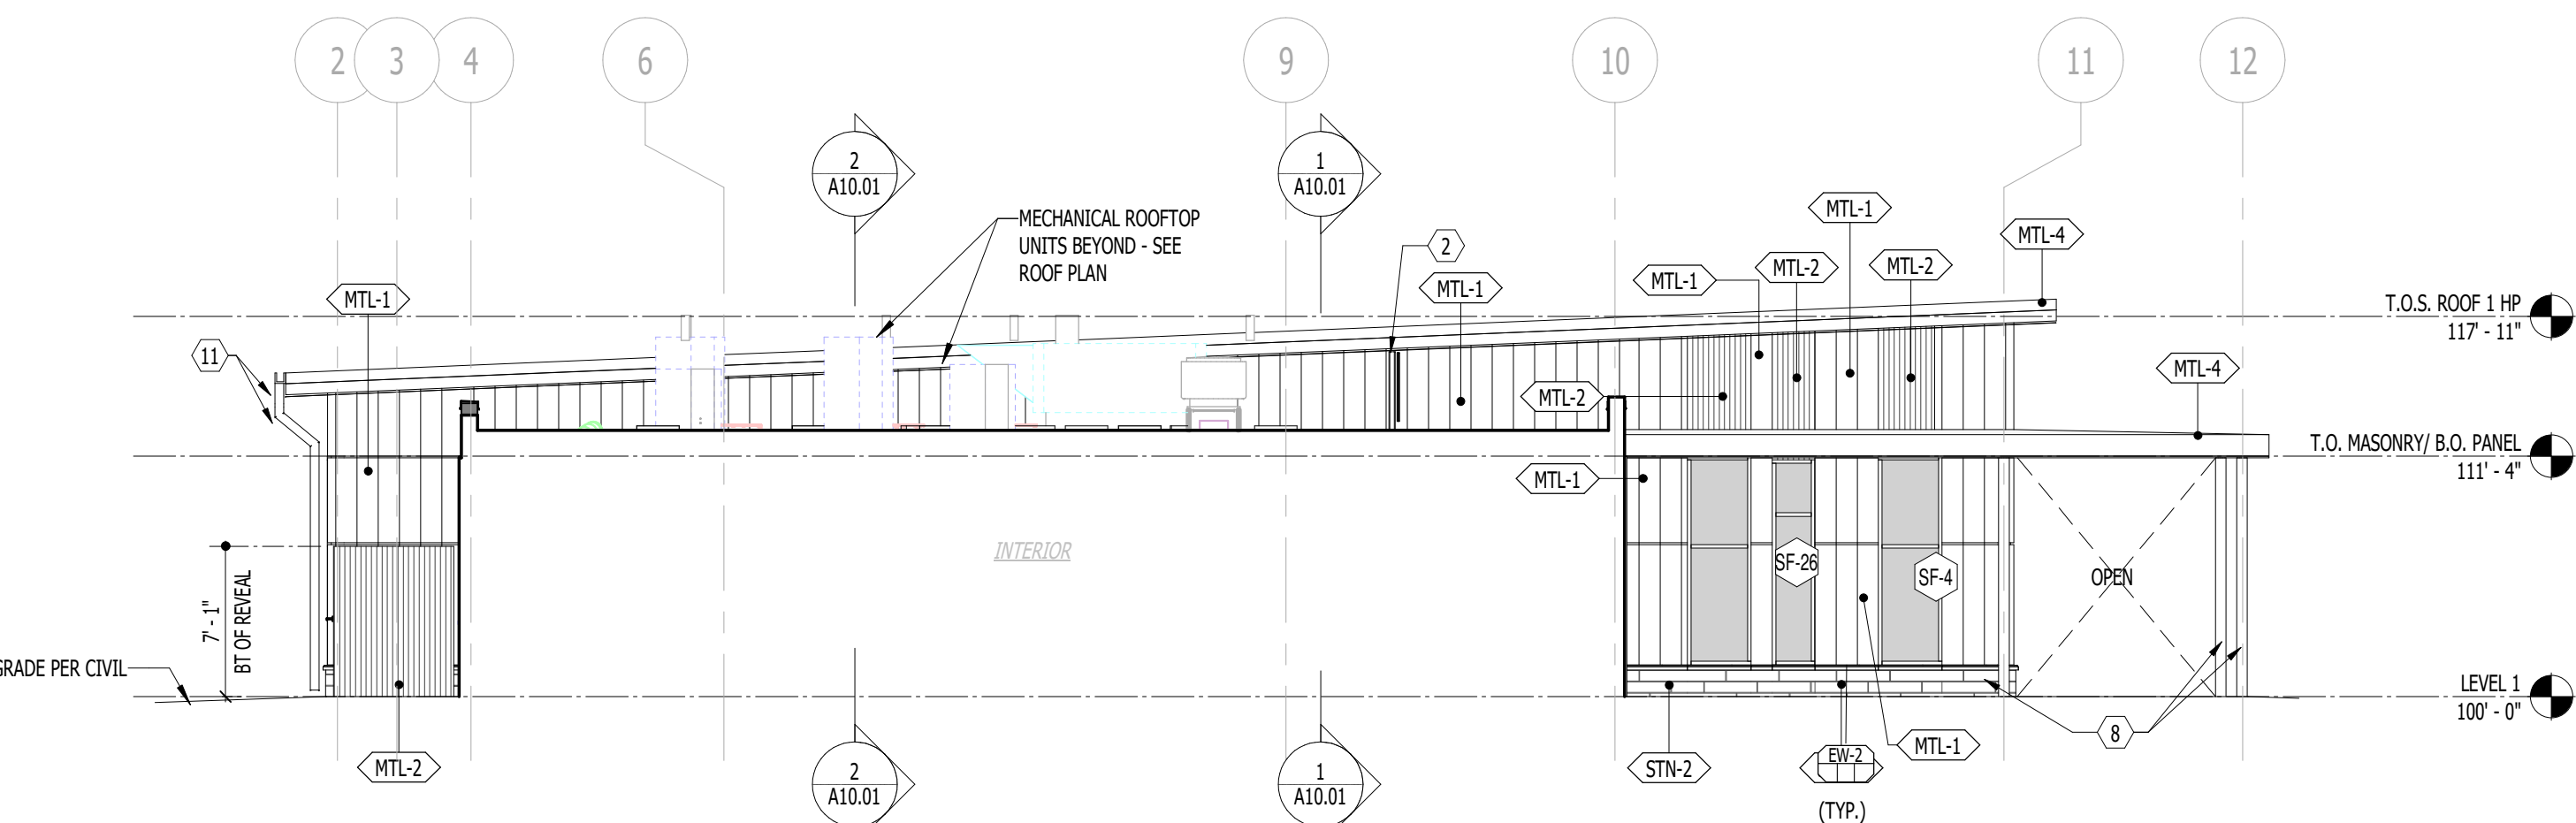 2
3
4
6
9
10
11
12
2
A10.01
1
A10.01
MECHANICAL ROOFTOP
UNITS BEYOND - SEE
ROOF PLAN
2
MTL-1
MTL-1
MTL-1
MTL-2
MTL-1
MTL-2
MTL-4
T.O.S. ROOF 1 HP
117' - 11"
11
MTL-2
MTL-4
T.O. MASONRY/ B.O. PANEL
111' - 4"
MTL-1
INTERIOR
SF-26
SF-4
OPEN
7' - 1"
BT OF REVEAL
GRADE PER CIVIL
LEVEL 1
100' - 0"
MTL-2
STN-2
EW-2
(TYP.)
MTL-1
8
2
A10.01
1
A10.01